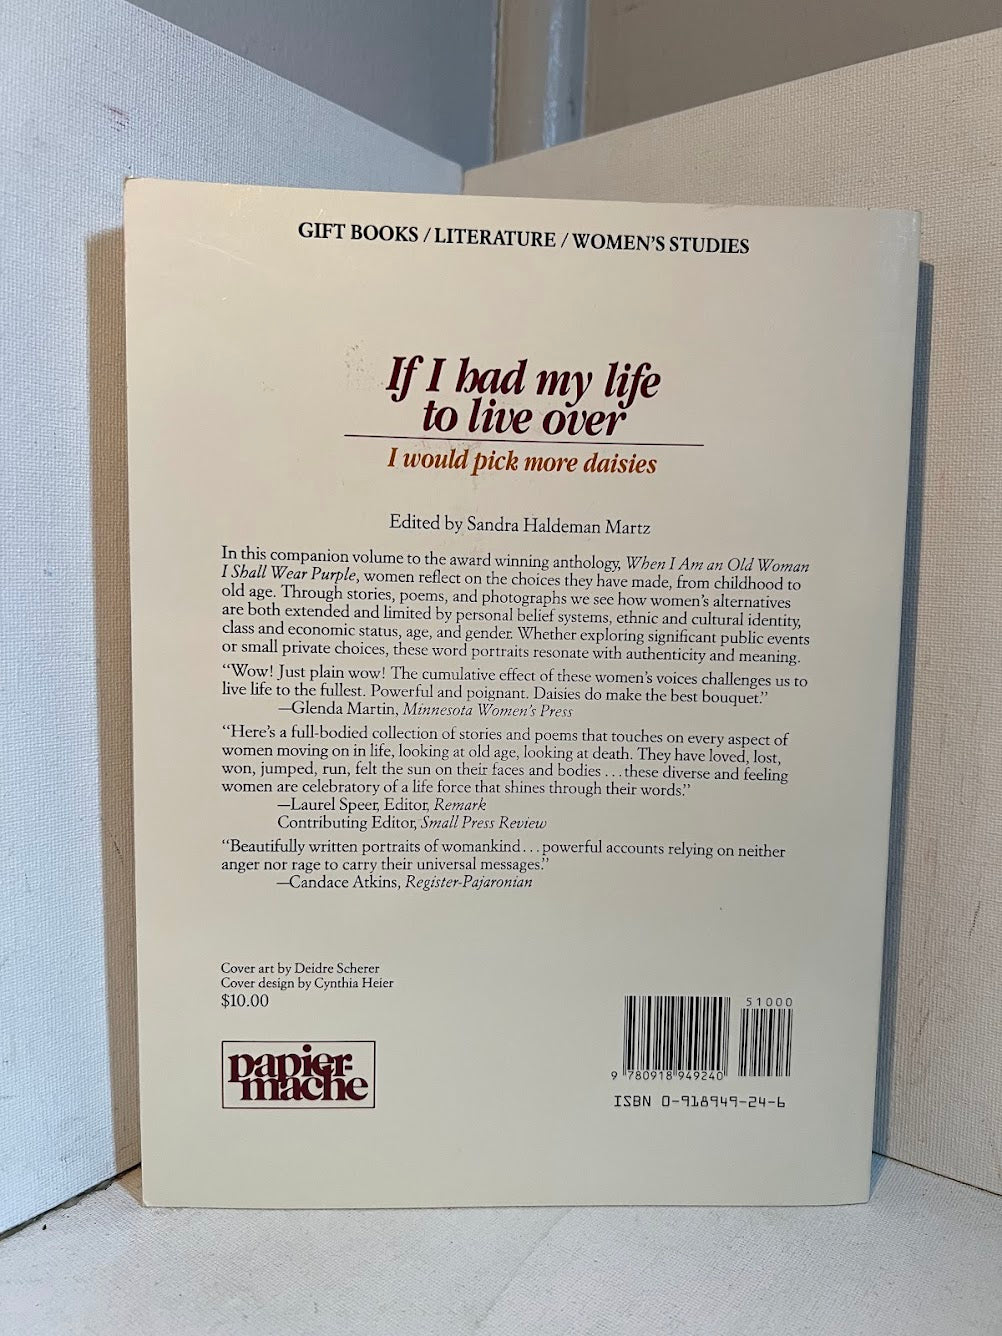 GIFT BOOKS / LITERATURE / WOMEN'S STUDIES
If I had my life
to live over
I would pick more daisies
Edited by Sandra Haldeman Martz
In this companion volume to the award winning anthology, When I Am an Old Woman
I Shall Wear Purple, women reflect on the choices they have made, from childhood to
old age. Through stories, poems, and photographs we see how women's alternatives
are both extended and limited by personal belief systems, ethnic and cultural identity,
class and economic status, age, and gender. Whether exploring significant public events
or small private choices, these word portraits resonate with authenticity and meaning.
"Wow! Just plain wow! The cumulative effect of these women's voices challenges us to
live life to the fullest. Powerful and poignant. Daisies do make the best bouquet."
—Glenda Martin, Minnesota Women's Press
"Here's a full-bodied collection of stories and poems that touches on every aspect of
women moving on in life, looking at old age, looking at death. They have loved, lost,
won, jumped, run, felt the sun on their faces and bodies . . . these diverse and feeling
women are celebratory of a life force that shines through their words."
—Laurel Speer, Editor, Remark
Contributing Editor, Small Press Review
"Beautifully written portraits of womankind . . . powerful accounts relying on neither
anger nor rage to carry their universal messages."
—Candace Atkins, Register-Pajaronian
Cover art by Deidre Scherer
Cover design by Cynthia Heier
$10.00
papier-
mache
51000
9 780918 949240
ISBN 0-918949-24-6